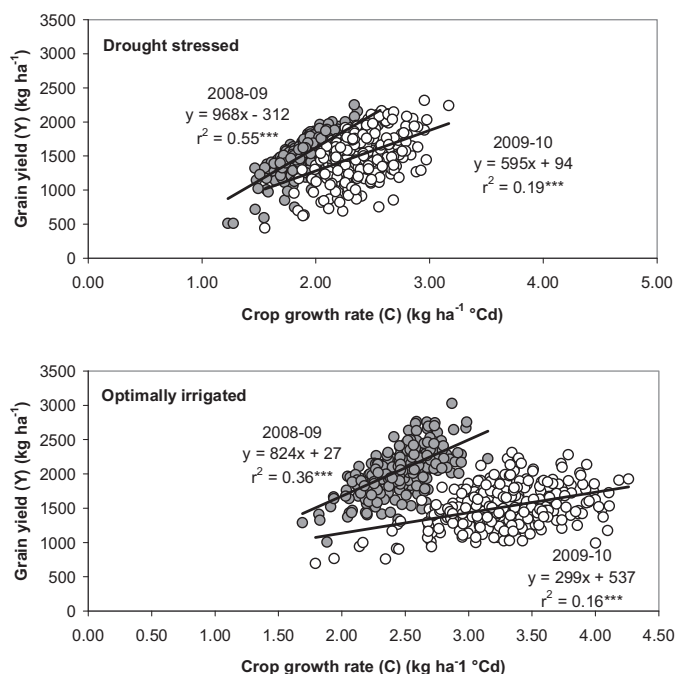 3500
Drought stressed
3000
2500
2008-09
y = 968x - 312
r² = 0.55***
2000
2009-10
y = 595x + 94
r² = 0.19***
1500
1000
500
0
Grain yield (Y) (kg ha⁻¹)
0.00 1.00 2.00 3.00 4.00 5.00
Crop growth rate (C) (kg ha⁻¹ °Cd)
3500
Optimally irrigated
3000
2500
2008-09
y = 824x + 27
r² = 0.36***
2000
1500
1000
2009-10
y = 299x + 537
r² = 0.16***
500
0
Grain yield (Y) (kg ha⁻¹)
0.00 0.50 1.00 1.50 2.00 2.50 3.00 3.50 4.00 4.50
Crop growth rate (C) (kg ha-1 °Cd)